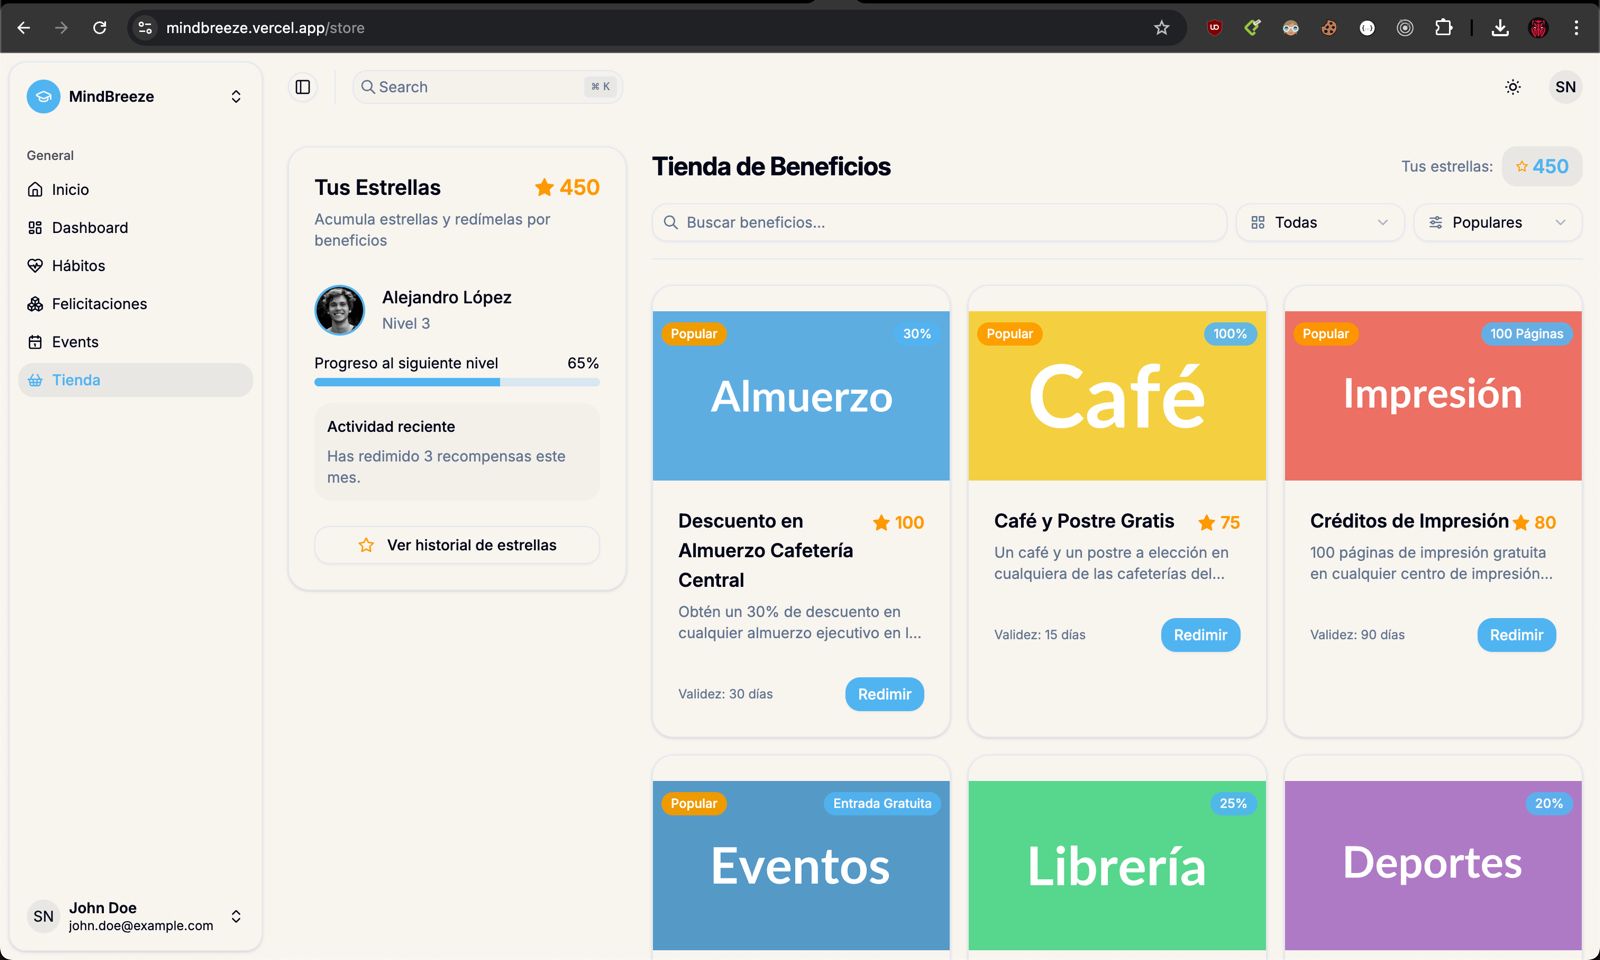 mindbreeze.vercel.app/store
MindBreeze
Search
⌘ K
SN
General
Inicio
Dashboard
Hábitos
Felicitaciones
Events
Tienda
SN
John Doe
john.doe@example.com
Tus Estrellas
450
Acumula estrellas y redímelas por
beneficios
Alejandro López
Nivel 3
Progreso al siguiente nivel
65%
Actividad reciente
Has redimido 3 recompensas este
mes.
Ver historial de estrellas
Tienda de Beneficios
Tus estrellas:
450
Buscar beneficios...
Todas
Populares
Popular
30%
Almuerzo
Descuento en
Almuerzo Cafetería
Central
100
Obtén un 30% de descuento en
cualquier almuerzo ejecutivo en l...
Validez: 30 días
Redimir
Popular
100%
Café
Café y Postre Gratis
75
Un café y un postre a elección en
cualquiera de las cafeterías del...
Validez: 15 días
Redimir
Popular
100 Páginas
Impresión
Créditos de Impresión
80
100 páginas de impresión gratuita
en cualquier centro de impresión...
Validez: 90 días
Redimir
Popular
Entrada Gratuita
Eventos
25%
Librería
20%
Deportes